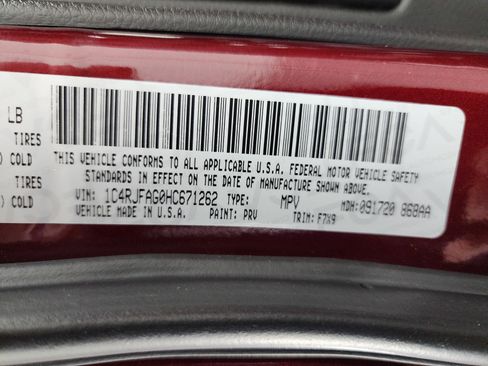 LB
TIRES
) COLD
TIRES
) COLD
THIS VEHICLE CONFORMS TO ALL APPLICABLE U.S.A. FEDERAL MOTOR VEHICLE SAFETY
STANDARDS IN EFFECT ON THE DATE OF MANUFACTURE SHOWN ABOVE.
VIN: 1C4RJFAG0HC671262 TYPE: MPV MDH: 091720 868AA
VEHICLE MADE IN U.S.A. PAINT: PRV TRIM: F7X9